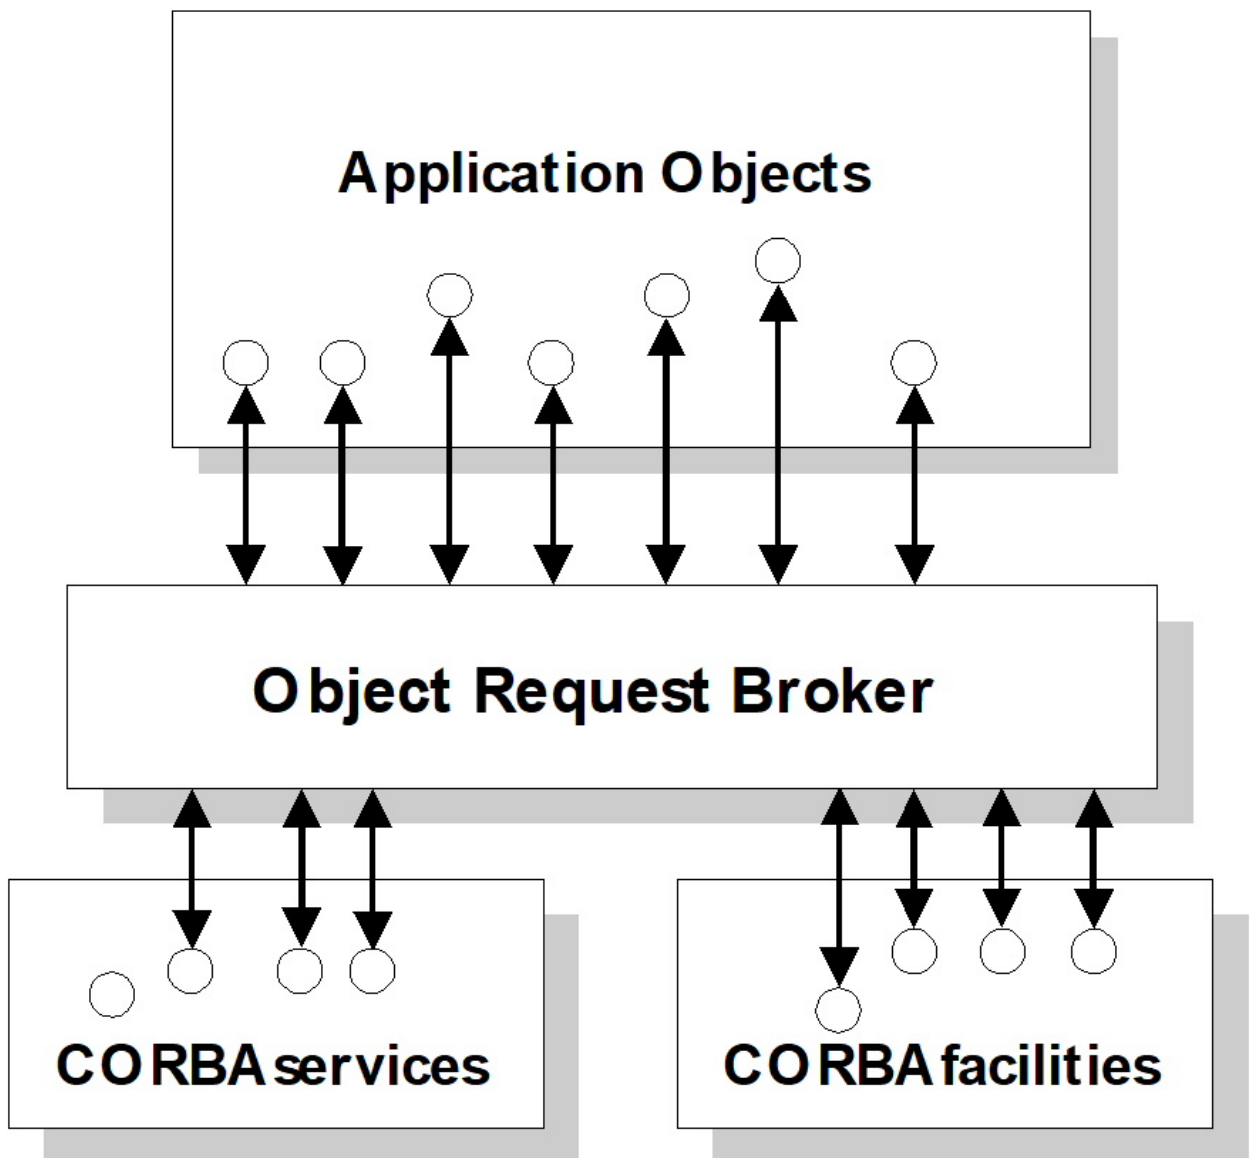 Application Objects
Object Request Broker
CORBAservices
CORBAfacilities